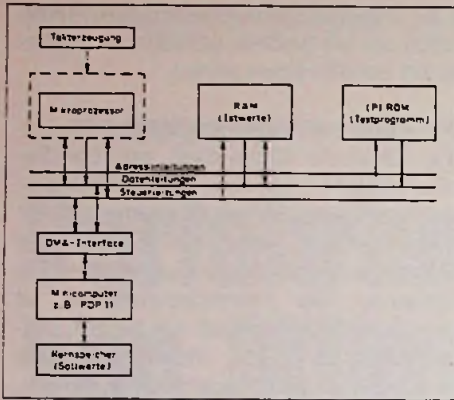 Takterzeugung
Mikroprozessor
RAM
(Istwerte)
(P) ROM
(Testprogramm)
Adressleitungen
Datenleitungen
Steuerleitungen
DMA-Interface
Minicomputer
z. B. PDP 11
Kernspeicher
(Sollwerte)